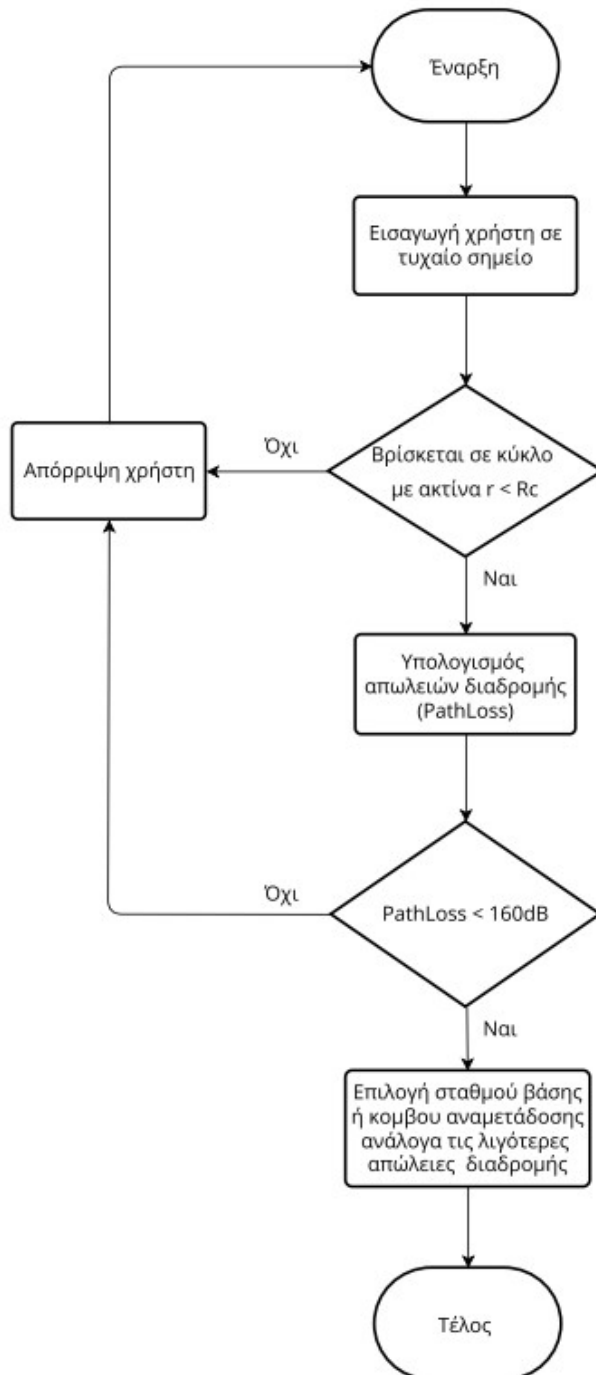 Έναρξη
Εισαγωγή χρήστη σε
τυχαίο σημείο
Βρίσκεται σε κύκλο
με ακτίνα r < Rc
Όχι
Απόρριψη χρήστη
Ναι
Υπολογισμός
απωλειών διαδρομής
(PathLoss)
Όχι
PathLoss < 160dB
Ναι
Επιλογή σταθμού βάσης
ή κομβου αναμετάδοσης
ανάλογα τις λιγότερες
απώλειες διαδρομής
Τέλος